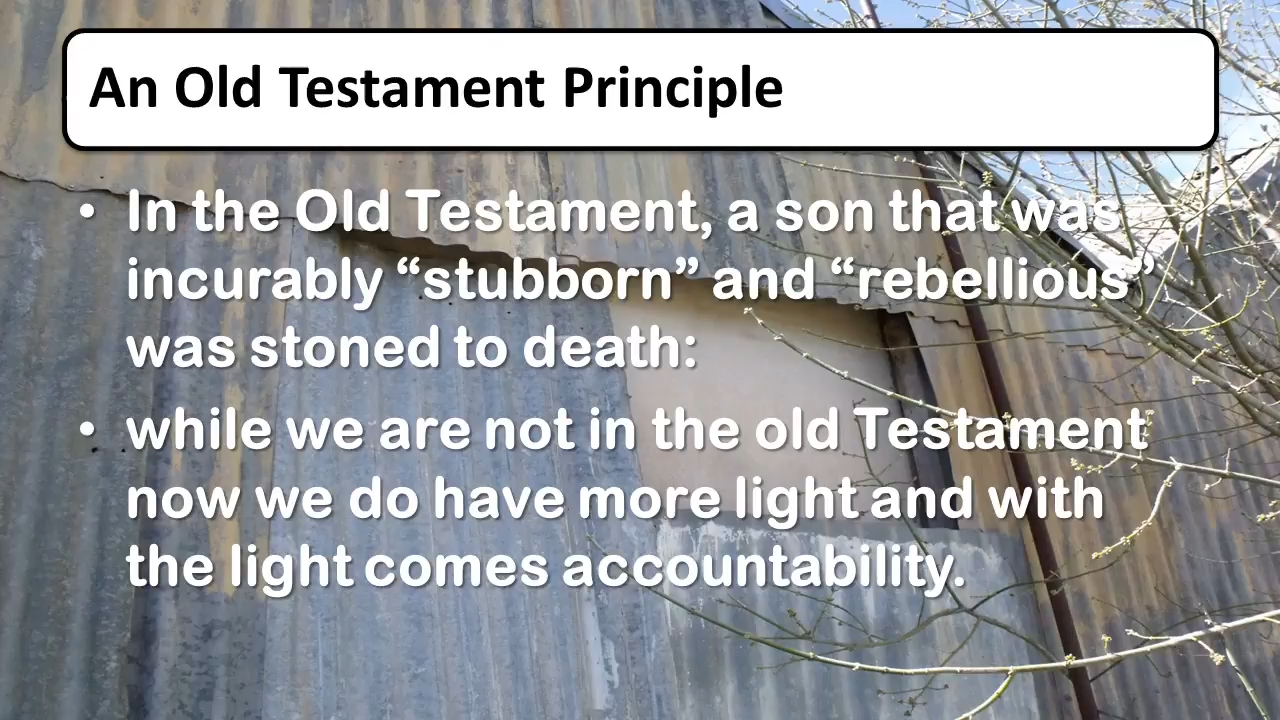 An Old Testament Principle
• In the Old Testament, a son that was
incurably “stubborn” and “rebellious”
was stoned to death:
• while we are not in the old Testament
now we do have more light and with
the light comes accountability.